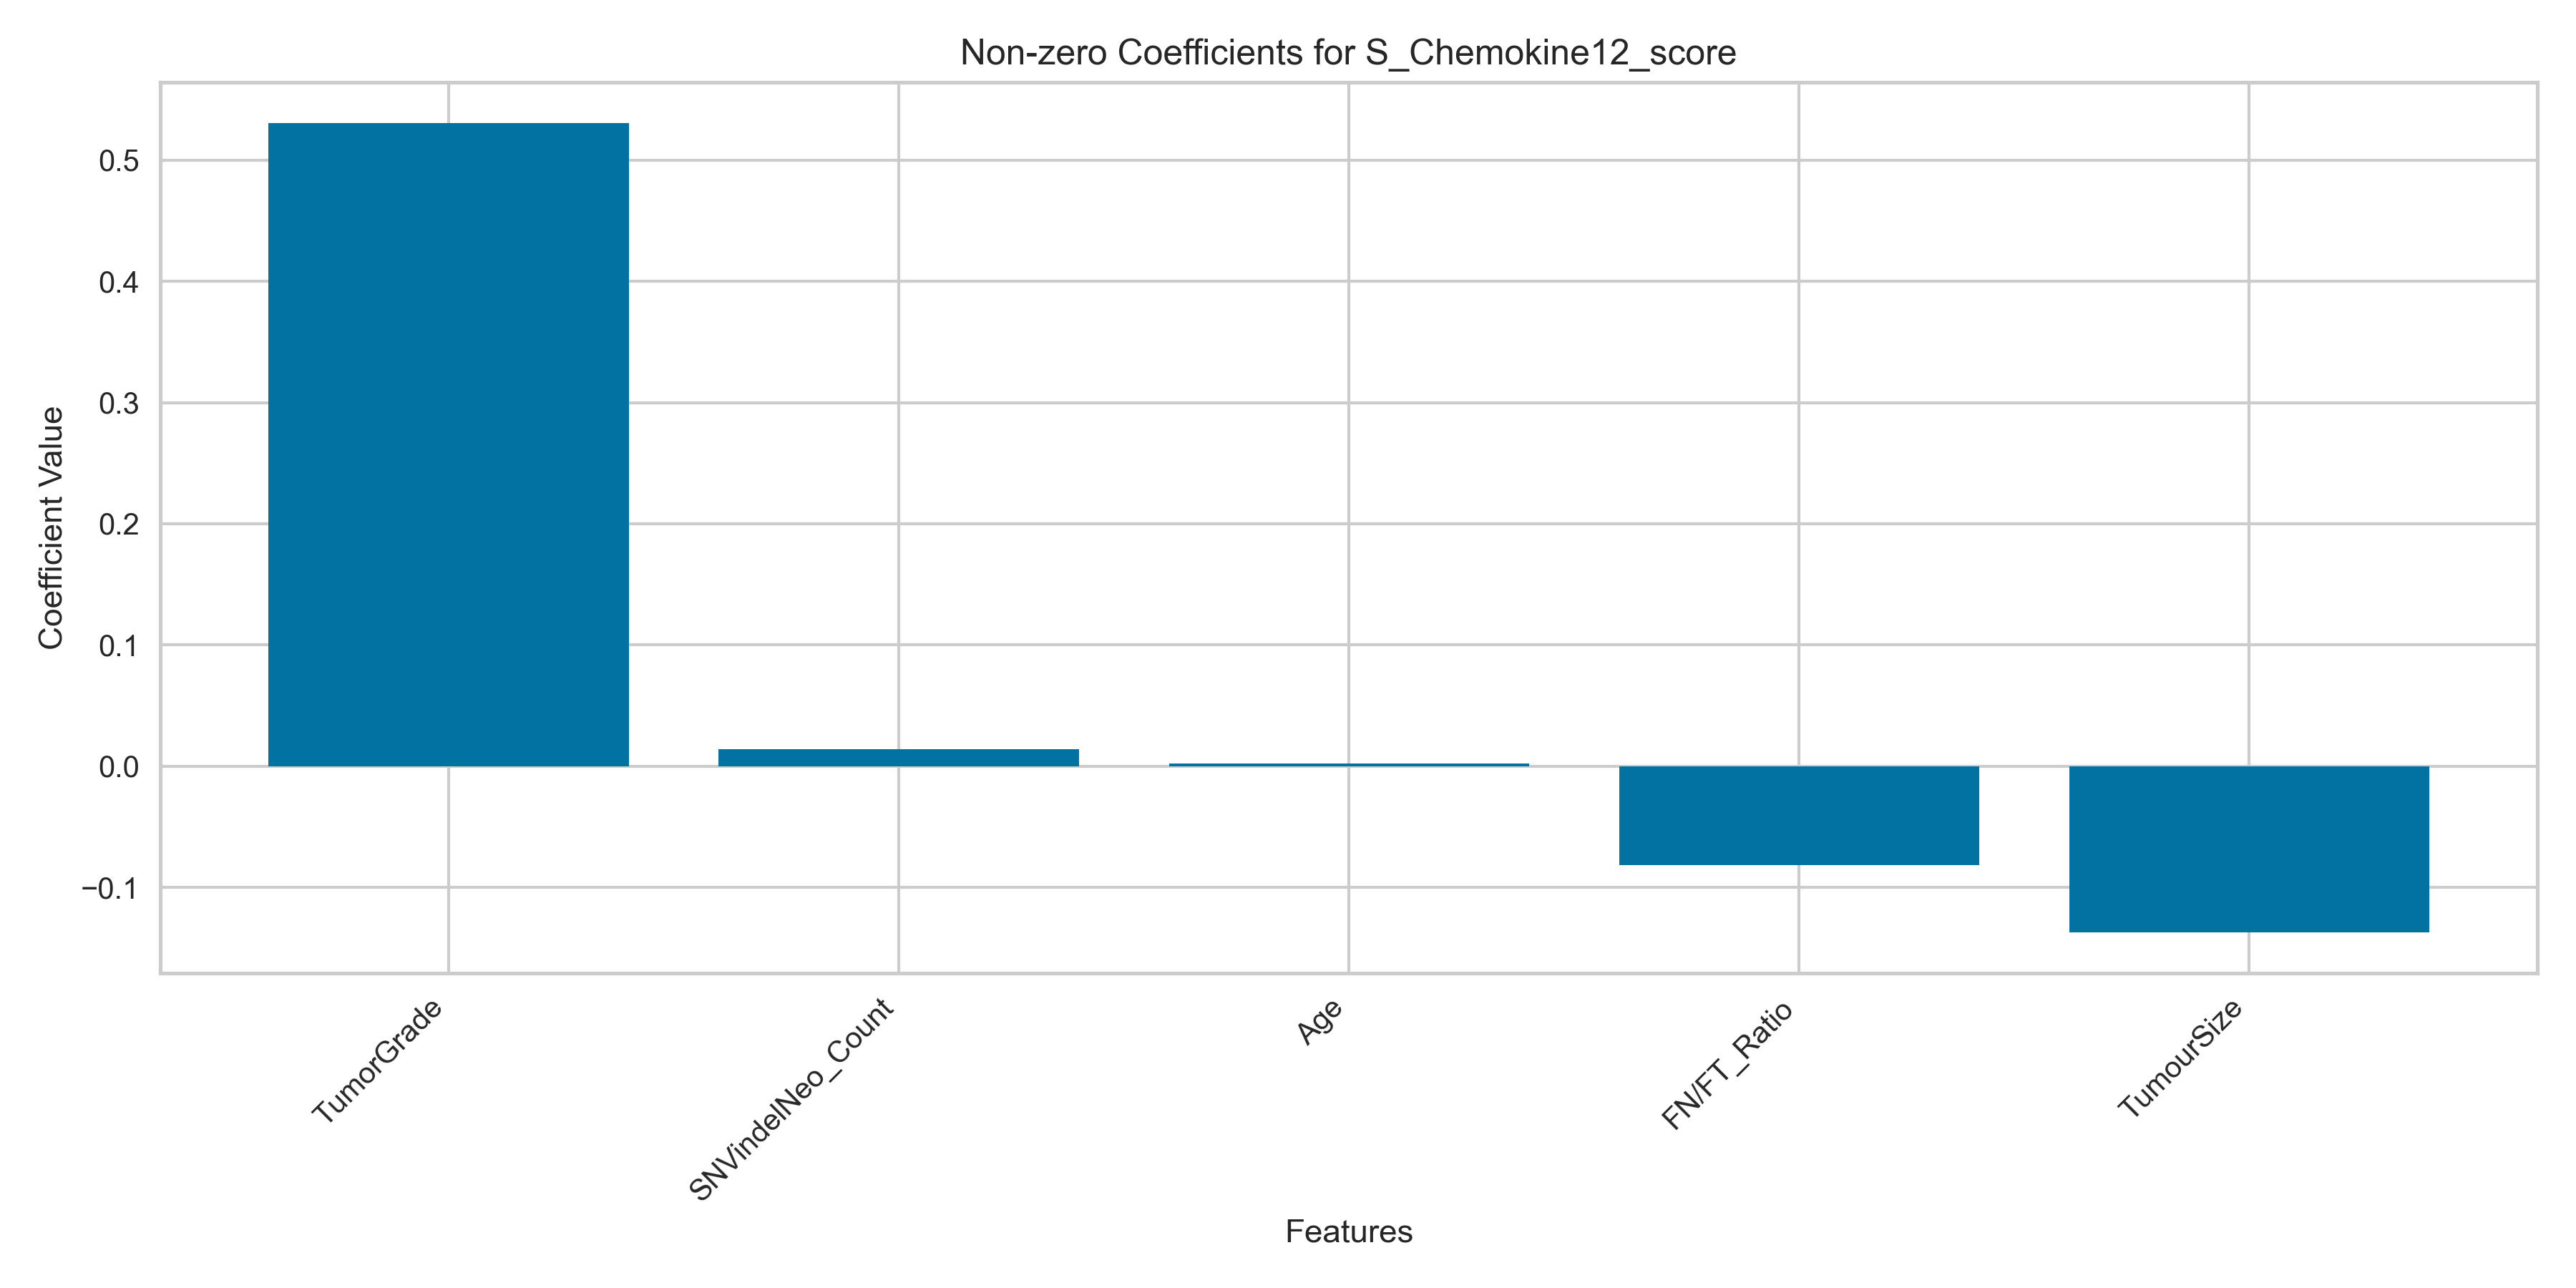 Non-zero Coefficients for S_Chemokine12_score
Coefficient Value
0.5
0.4
0.3
0.2
0.1
0.0
−0.1
TumorGrade
SNVindelNeo_Count
Age
FN/FT_Ratio
TumourSize
Features